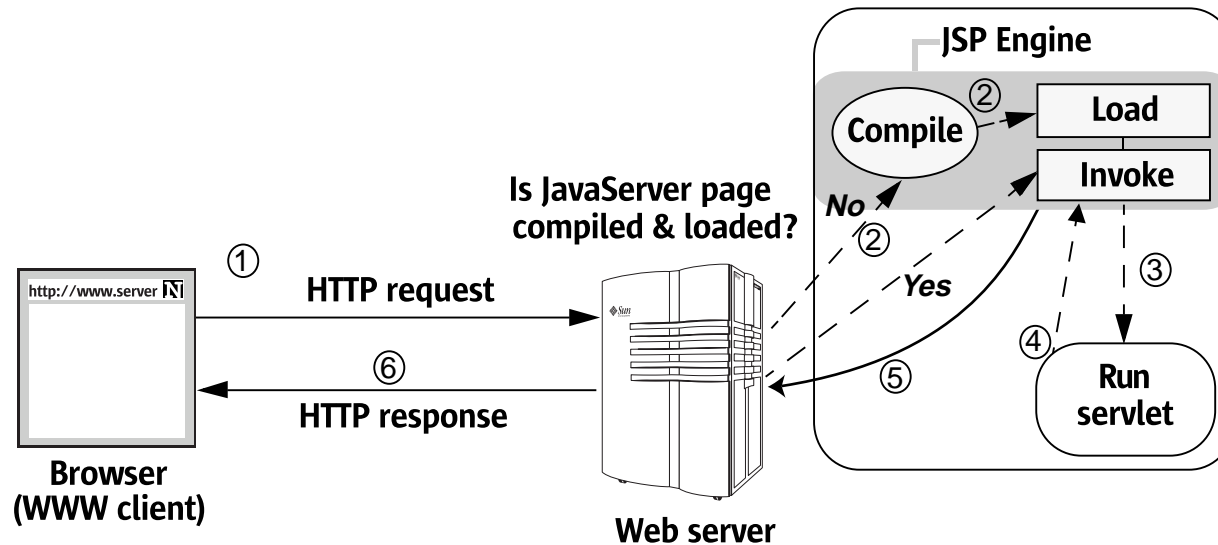 JSP Engine
②
Load
Compile
Invoke
Is JavaServer page
compiled & loaded?
No
②
①
Yes
③
http://www.server N
HTTP request
Sun
④
⑥
⑤
Run
servlet
HTTP response
Browser
(WWW client)
Web server